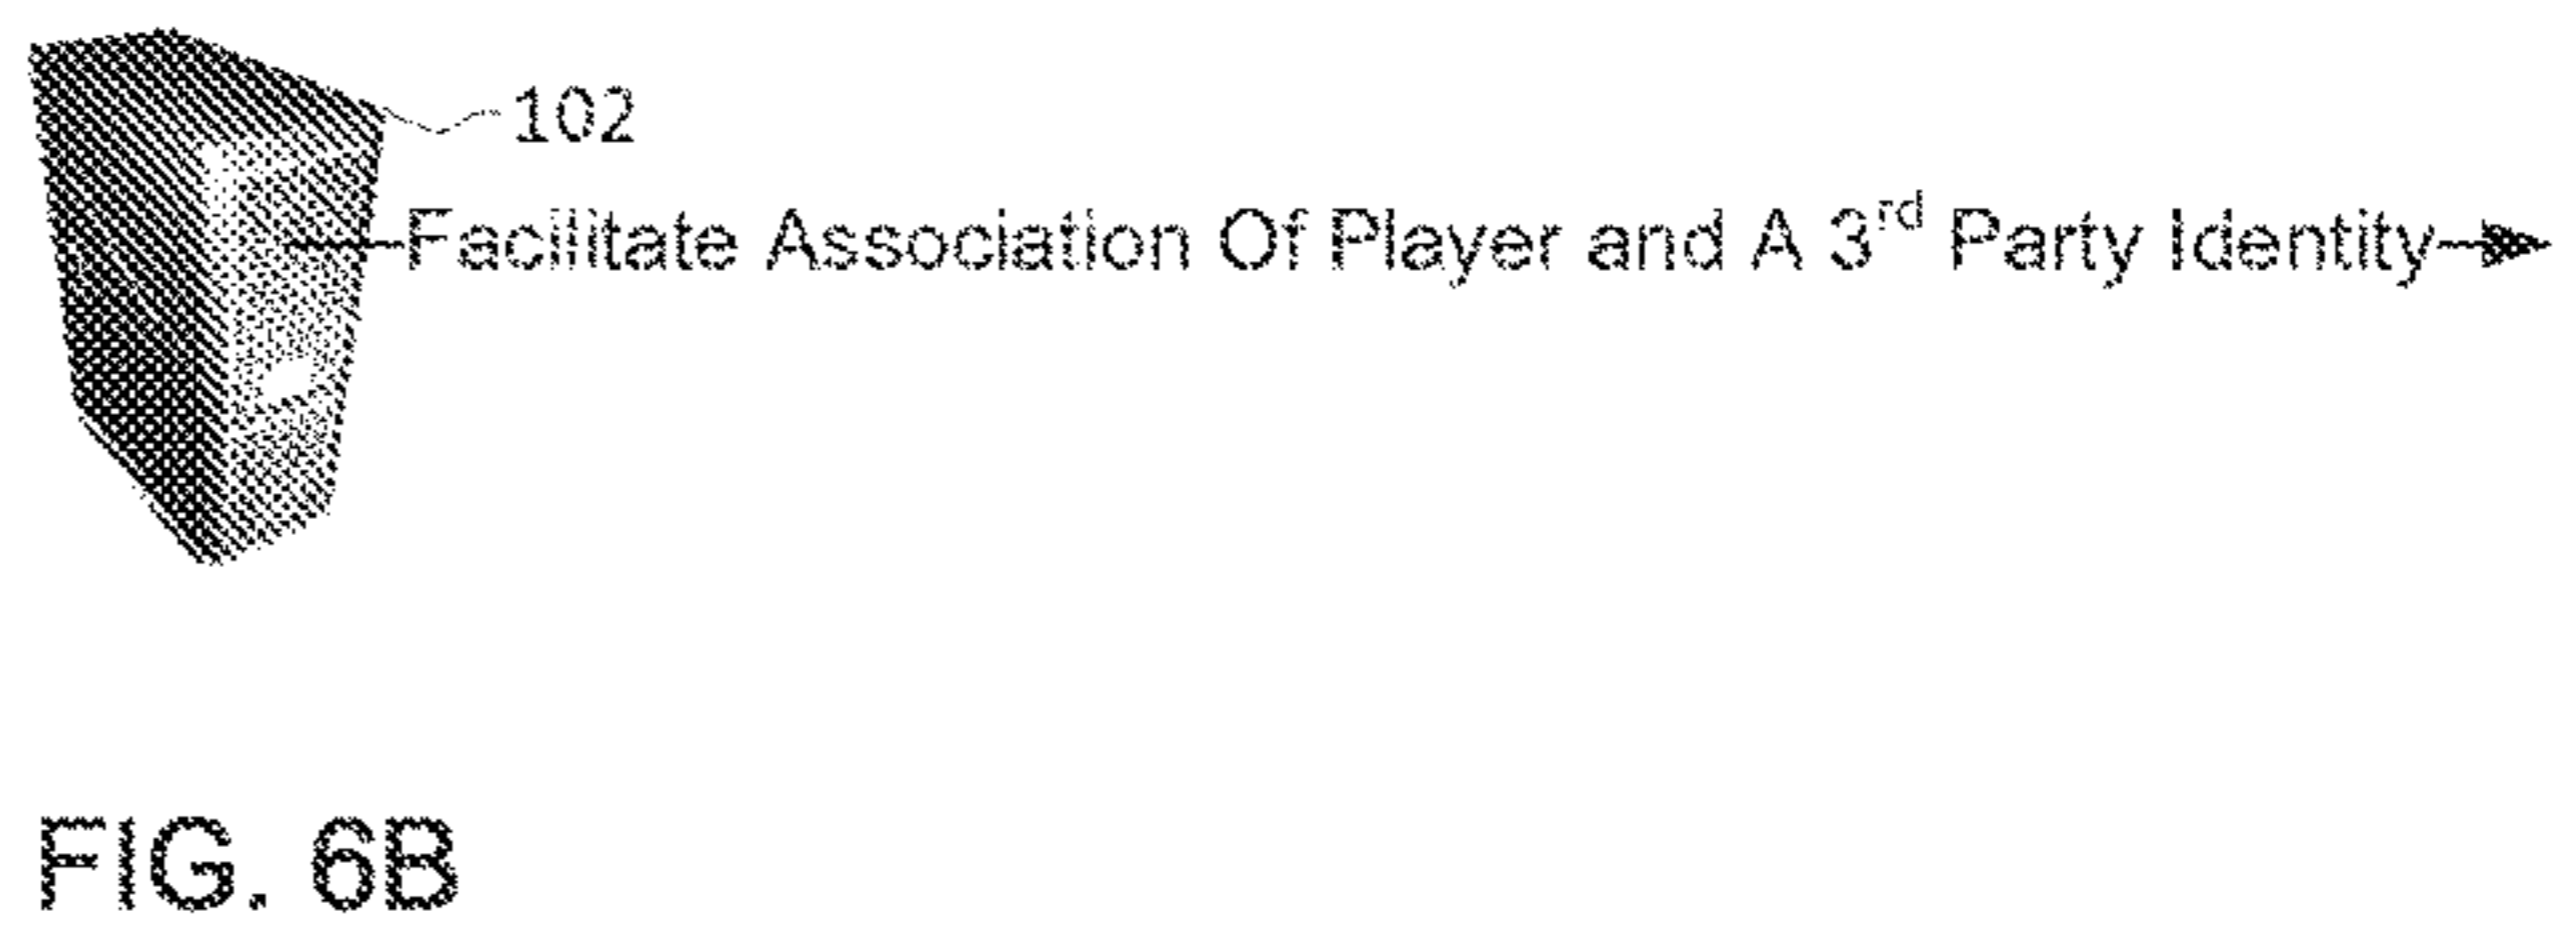 102
Facilitate Association Of Player and A 3rd Party Identity
FIG. 6B